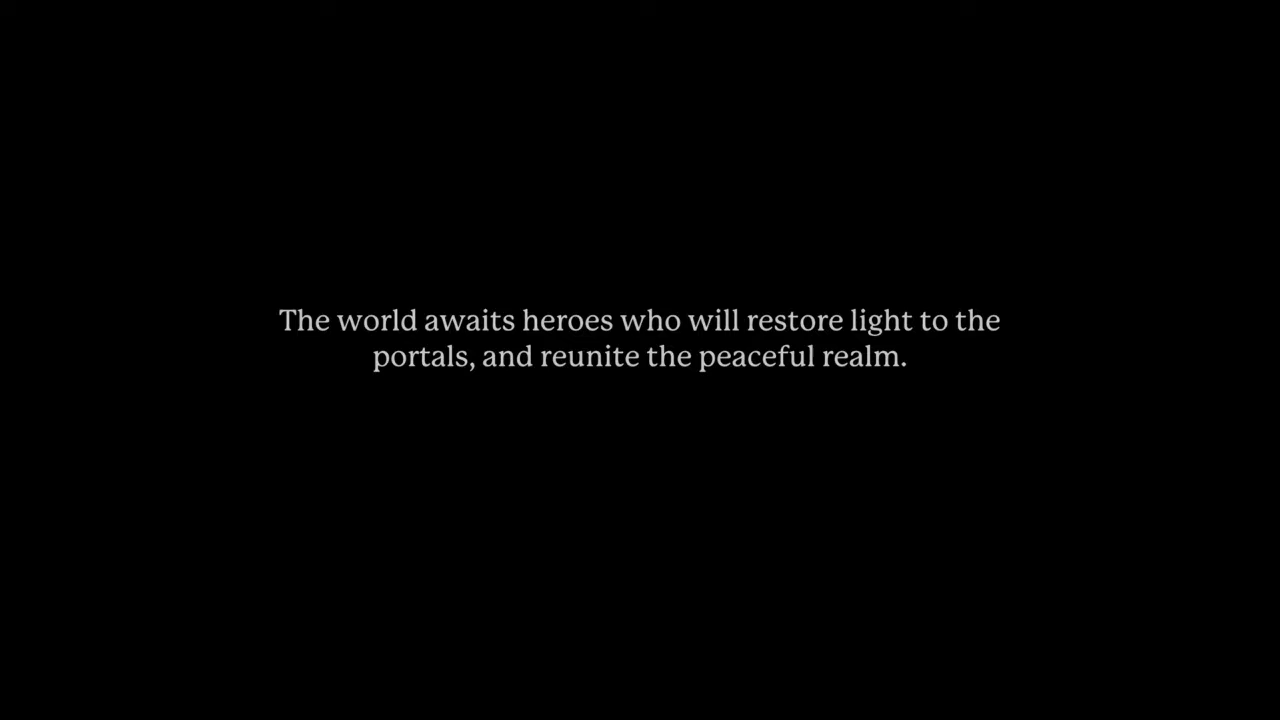 The world awaits heroes who will restore light to the
portals, and reunite the peaceful realm.